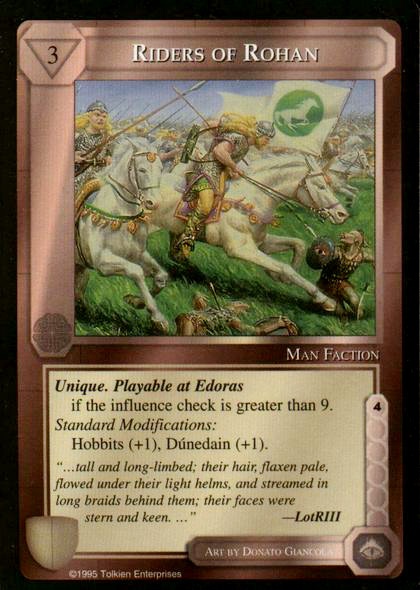 3
RIDERS OF ROHAN
MAN FACTION
Unique. Playable at Edoras
if the influence check is greater than 9.
Standard Modifications:
Hobbits (+1), Dúnedain (+1).
4
“…tall and long-limbed; their hair, flaxen pale,
flowed under their light helms, and streamed in
long braids behind them; their faces were
stern and keen. …” —LotRIII
ART BY DONATO GIANCOLA
©1995 Tolkien Enterprises